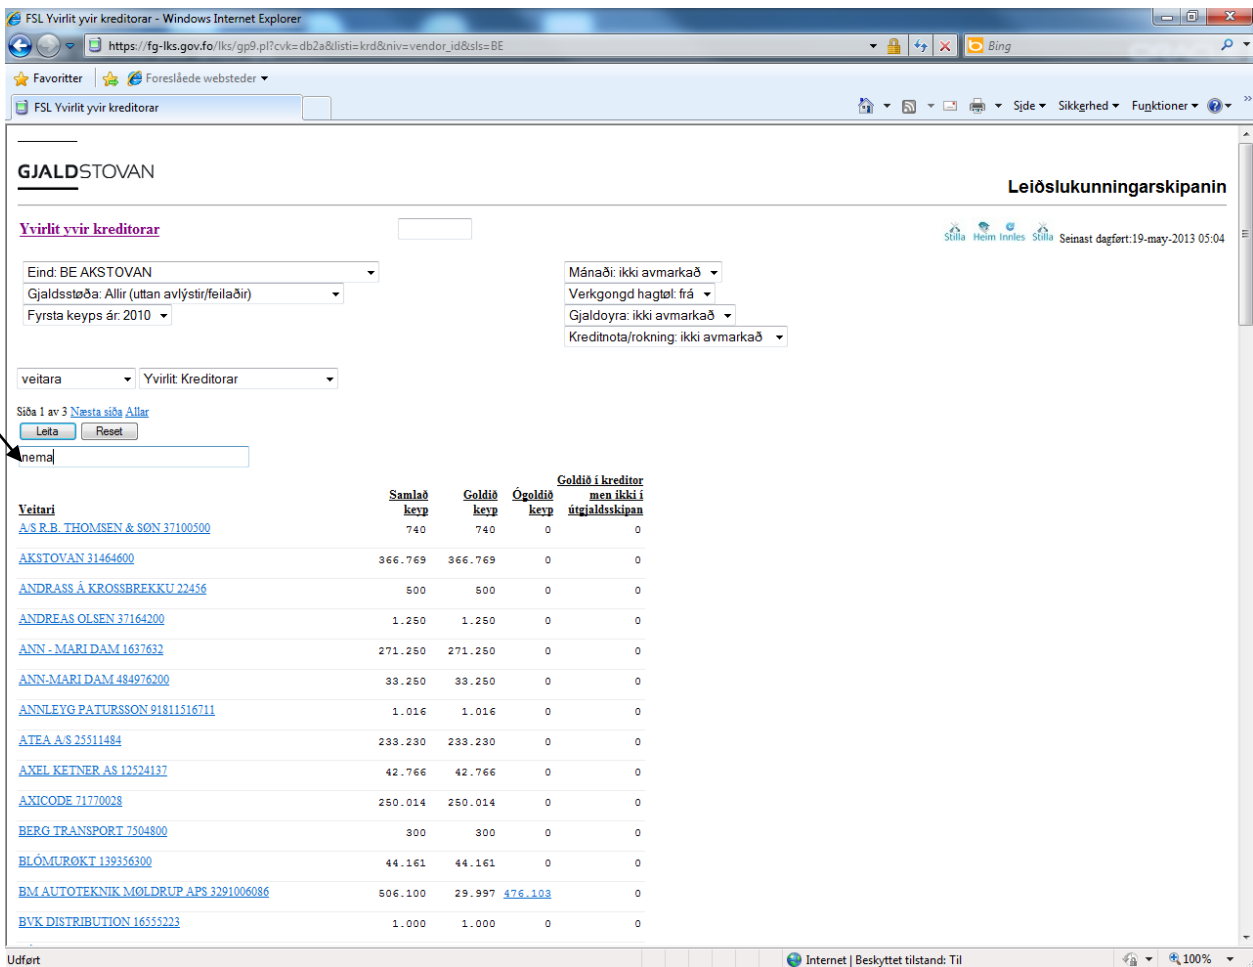 FSL Yvirlit yvir kreditorar - Windows Internet Explorer
https://fg-lks.gov.fo/lks/gp9.pl?cvk=db2a&listi=krd&niv=vendor_id&sls=BE
Bing
Favoritter Foreslåede websteder
FSL Yvirlit yvir kreditorar
Side Sikkerhed Funktioner
GJALDSTOVAN
Leiðslukunningarskipanin
Yvirlit yvir kreditorar
Stilla Heim Innles Stilla Seinast dagført:19-may-2013 05:04
Eind: BE AKSTOVAN Mánaði: ikki avmarkað
Gjaldsstøða: Allir (uttan avlýstir/feilaðir) Verkgongd hagtøl: frá
Fyrsta keyps ár: 2010 Gjaldoyra: ikki avmarkað
Kreditnota/rokning: ikki avmarkað
veitara Yvirlit: Kreditorar
Síða 1 av 3 Næsta síða Allar
Leita Reset
nema
Veitari Samlað keyp Goldið keyp Ógoldið keyp Goldið í kreditor men ikki í útgjaldsskipan
A/S R.B. THOMSEN & SØN 37100500 740 740 0 0
AKSTOVAN 31464600 366.769 366.769 0 0
ANDRASS Á KROSSBREKKU 22456 500 500 0 0
ANDREAS OLSEN 37164200 1.250 1.250 0 0
ANN - MARI DAM 1637632 271.250 271.250 0 0
ANN-MARI DAM 484976200 33.250 33.250 0 0
ANNLEYG PATURSSON 91811516711 1.016 1.016 0 0
ATEA A/S 25511484 233.230 233.230 0 0
AXEL KETNER AS 12524137 42.766 42.766 0 0
AXICODE 71770028 250.014 250.014 0 0
BERG TRANSPORT 7504800 300 300 0 0
BLÓMURØKT 139356300 44.161 44.161 0 0
BM AUTOTEKNIK MØLDRUP APS 3291006086 506.100 29.997 476.103 0
BVK DISTRIBUTION 16555223 1.000 1.000 0 0
Udført Internet | Beskyttet tilstand: Til 100%